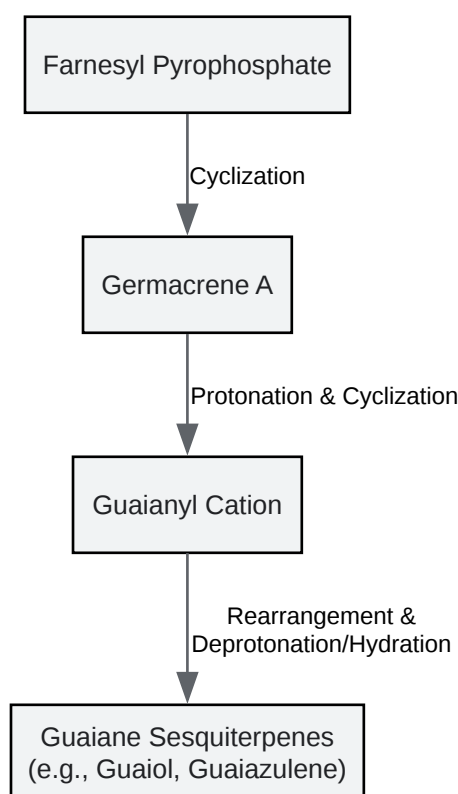 Farnesyl Pyrophosphate
Cyclization
Germacrene A
Protonation & Cyclization
Guaianyl Cation
Rearrangement &
Deprotonation/Hydration
Guaiane Sesquiterpenes
(e.g., Guaiol, Guaiazulene)